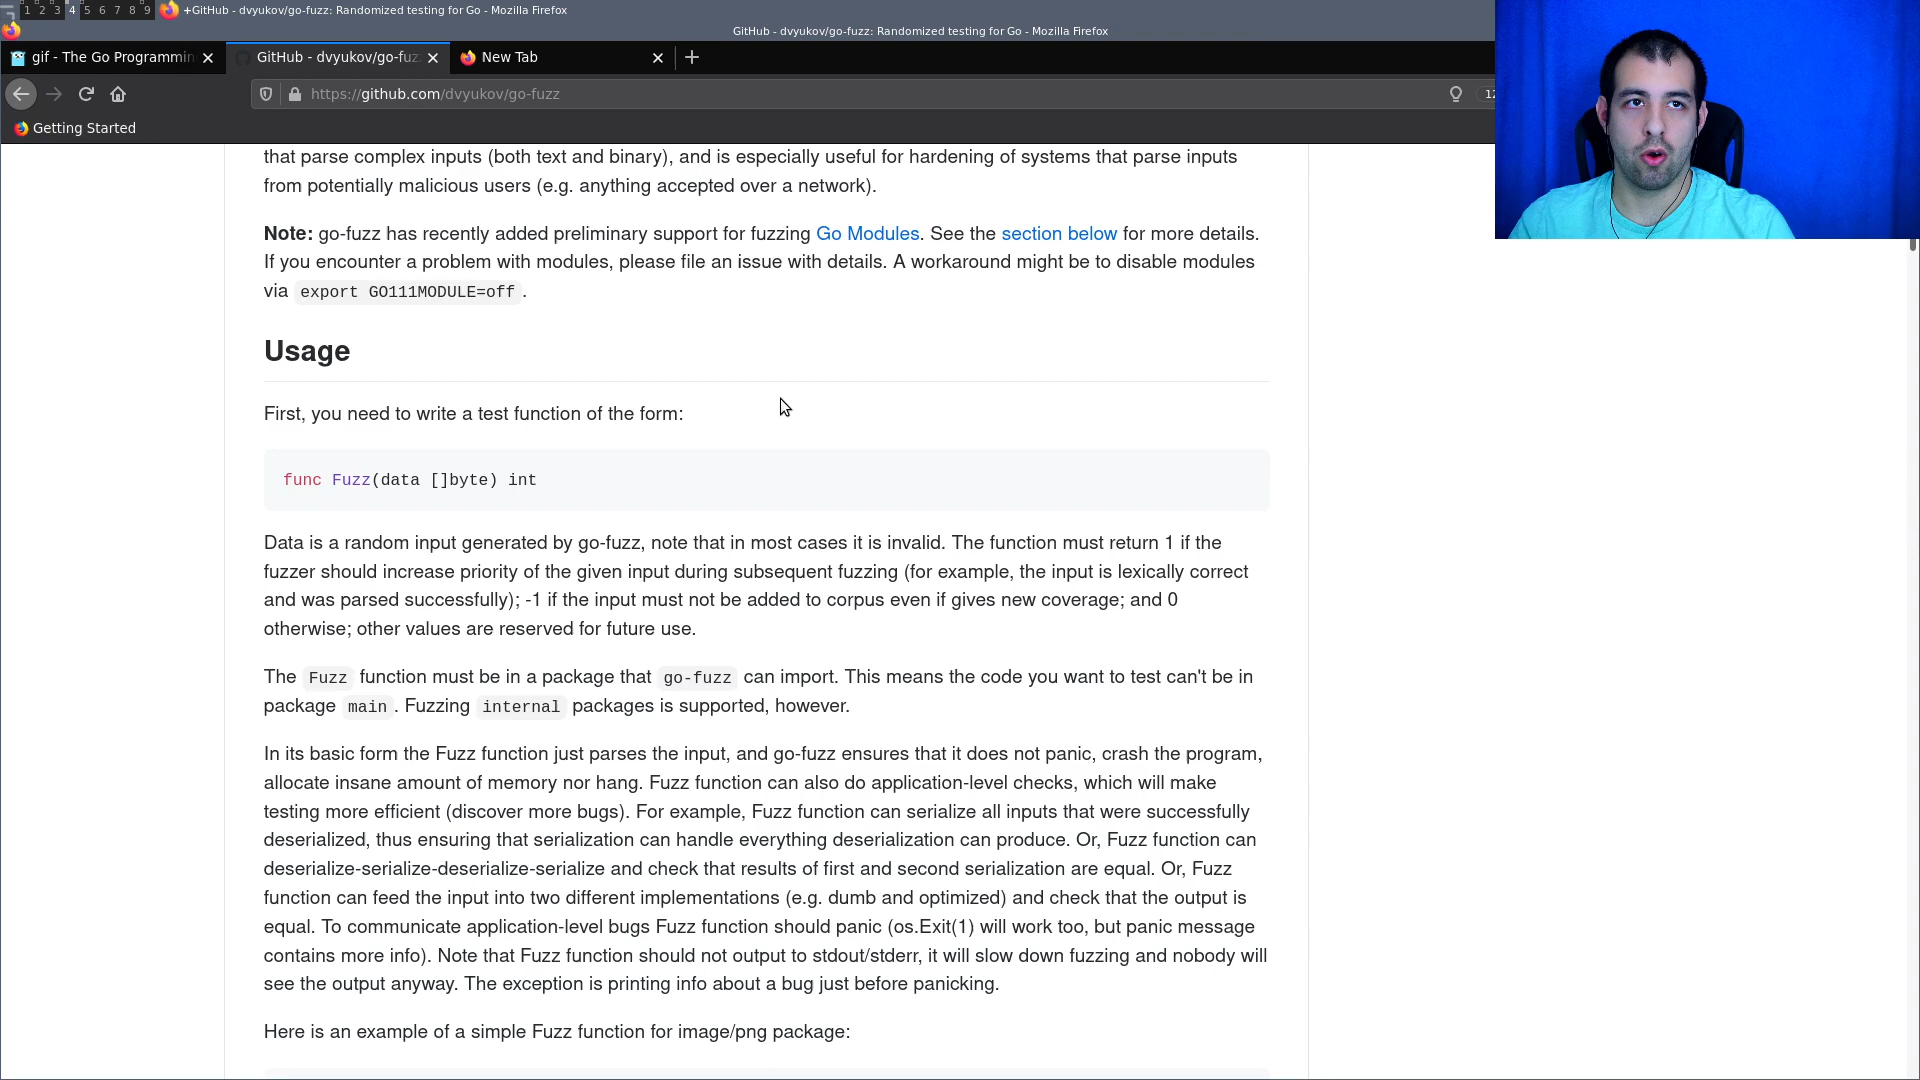 1 2 3 4 5 6 7 8 9 +GitHub - dvyukov/go-fuzz: Randomized testing for Go - Mozilla Firefox
GitHub - dvyukov/go-fuzz: Randomized testing for Go - Mozilla Firefox
gif - The Go Programmin GitHub - dvyukov/go-fuz New Tab
https://github.com/dvyukov/go-fuzz 12
Getting Started
that parse complex inputs (both text and binary), and is especially useful for hardening of systems that parse inputs
from potentially malicious users (e.g. anything accepted over a network).
Note: go-fuzz has recently added preliminary support for fuzzing Go Modules. See the section below for more details.
If you encounter a problem with modules, please file an issue with details. A workaround might be to disable modules
via export GO111MODULE=off .
Usage
First, you need to write a test function of the form:
func Fuzz(data []byte) int
Data is a random input generated by go-fuzz, note that in most cases it is invalid. The function must return 1 if the
fuzzer should increase priority of the given input during subsequent fuzzing (for example, the input is lexically correct
and was parsed successfully); -1 if the input must not be added to corpus even if gives new coverage; and 0
otherwise; other values are reserved for future use.
The Fuzz function must be in a package that go-fuzz can import. This means the code you want to test can't be in
package main . Fuzzing internal packages is supported, however.
In its basic form the Fuzz function just parses the input, and go-fuzz ensures that it does not panic, crash the program,
allocate insane amount of memory nor hang. Fuzz function can also do application-level checks, which will make
testing more efficient (discover more bugs). For example, Fuzz function can serialize all inputs that were successfully
deserialized, thus ensuring that serialization can handle everything deserialization can produce. Or, Fuzz function can
deserialize-serialize-deserialize-serialize and check that results of first and second serialization are equal. Or, Fuzz
function can feed the input into two different implementations (e.g. dumb and optimized) and check that the output is
equal. To communicate application-level bugs Fuzz function should panic (os.Exit(1) will work too, but panic message
contains more info). Note that Fuzz function should not output to stdout/stderr, it will slow down fuzzing and nobody will
see the output anyway. The exception is printing info about a bug just before panicking.
Here is an example of a simple Fuzz function for image/png package: